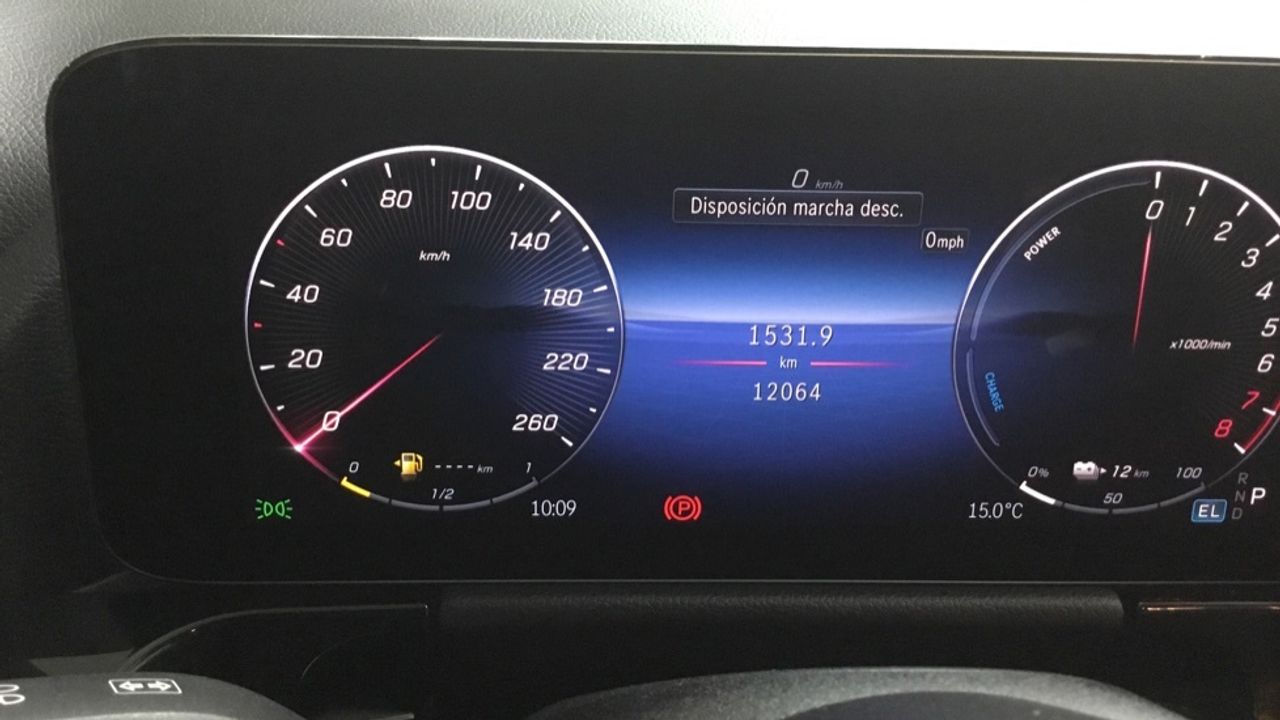 0 km/h
Disposición marcha desc.
0mph
1531.9
km
12064
0
20
40
60
80
100
140
180
220
260
km/h
0
1/2
1
---- km
10:09
P
POWER
CHARGE
0
1
2
3
4
5
6
7
8
x1000/min
0%
50
100
12 km
15.0°C
EL
R
N
D
P